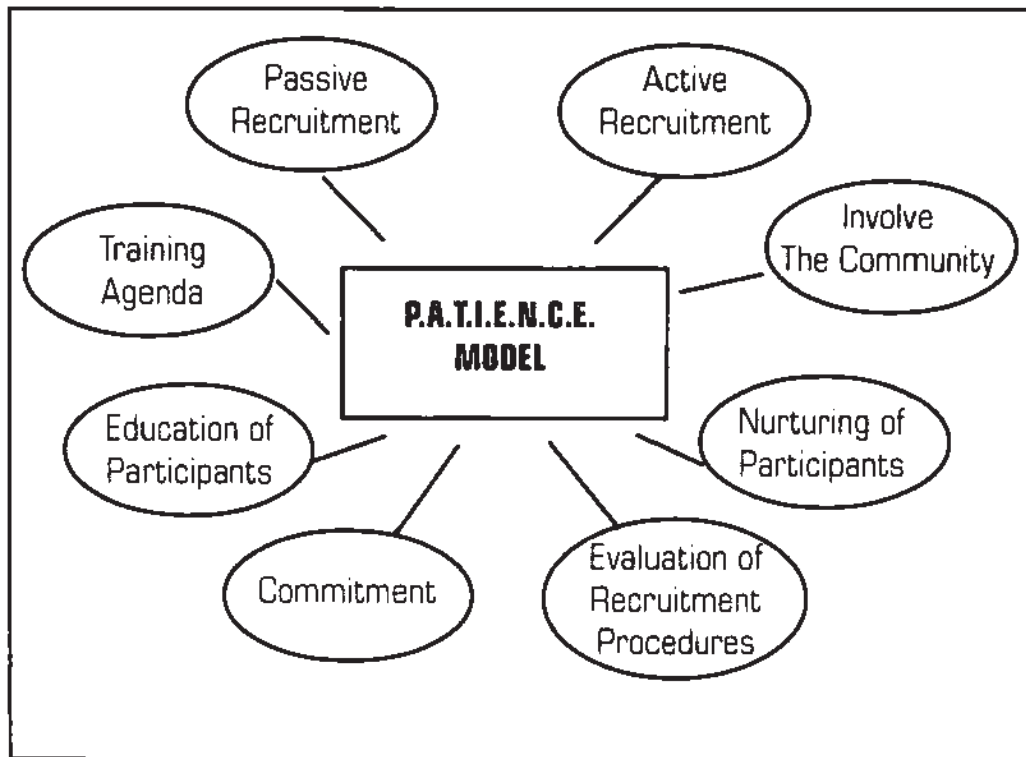 Passive
Recruitment
Active
Recruitment
Training
Agenda
Involve
The Community
P.A.T.I.E.N.C.E.
MODEL
Education of
Participants
Nurturing of
Participants
Commitment
Evaluation of
Recruitment
Procedures